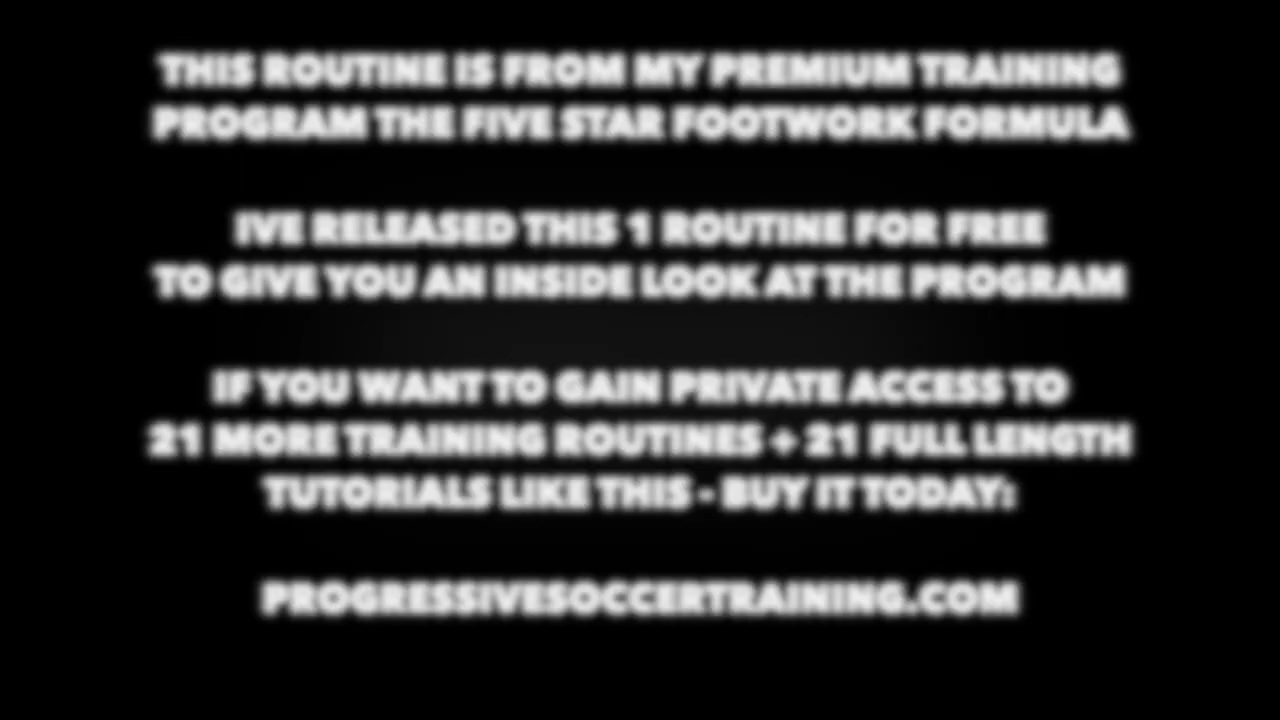 THIS ROUTINE IS FROM MY PREMIUM TRAINING
PROGRAM THE FIVE STAR FOOTWORK FORMULA
IVE RELEASED THIS 1 ROUTINE FOR FREE
TO GIVE YOU AN INSIDE LOOK AT THE PROGRAM
IF YOU WANT TO GAIN PRIVATE ACCESS TO
21 MORE TRAINING ROUTINES + 21 FULL LENGTH
TUTORIALS LIKE THIS - BUY IT TODAY:
PROGRESSIVESOCCERTRAINING.COM